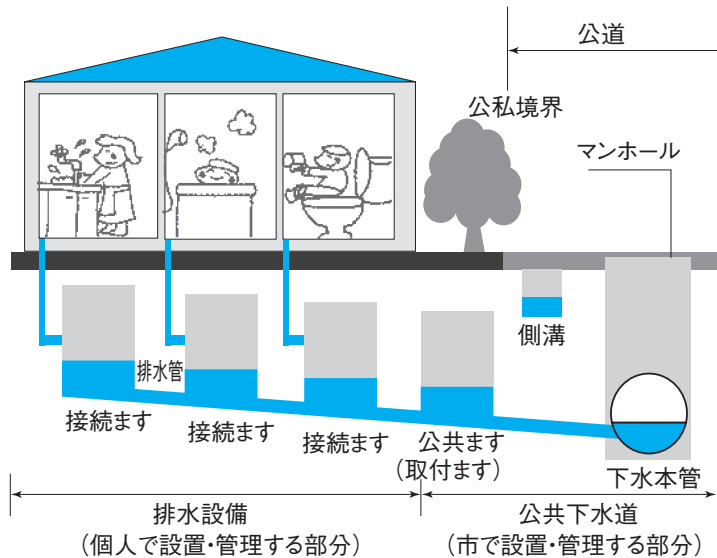 公道
公私境界
マンホール
側溝
排水管
接続ます
接続ます
接続ます
公共ます
（取付ます）
下水本管
排水設備
（個人で設置・管理する部分）
公共下水道
（市で設置・管理する部分）